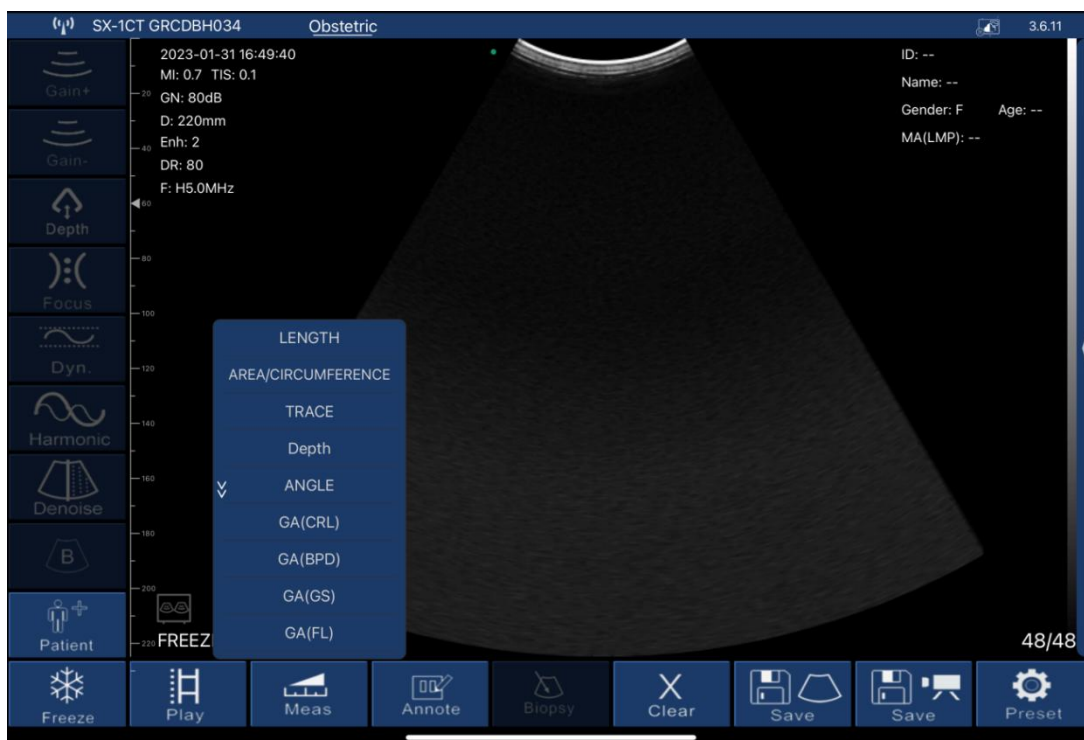 SX-1CT GRCDBH034 Obstetric 3.6.11
2023-01-31 16:49:40
MI: 0.7 TIS: 0.1
GN: 80dB
D: 220mm
Enh: 2
DR: 80
F: H5.0MHz
ID: --
Name: --
Gender: F Age: --
MA(LMP): --
Gain+
Gain-
Depth
Focus
Dyn.
Harmonic
Denoise
B
Patient
20
40
60
80
100
120
140
160
180
200
220
LENGTH
AREA/CIRCUMFERENCE
TRACE
Depth
ANGLE
GA(CRL)
GA(BPD)
GA(GS)
GA(FL)
FREEZ
48/48
Freeze
Play
Meas
Annote
Biopsy
Clear
Save
Save
Preset